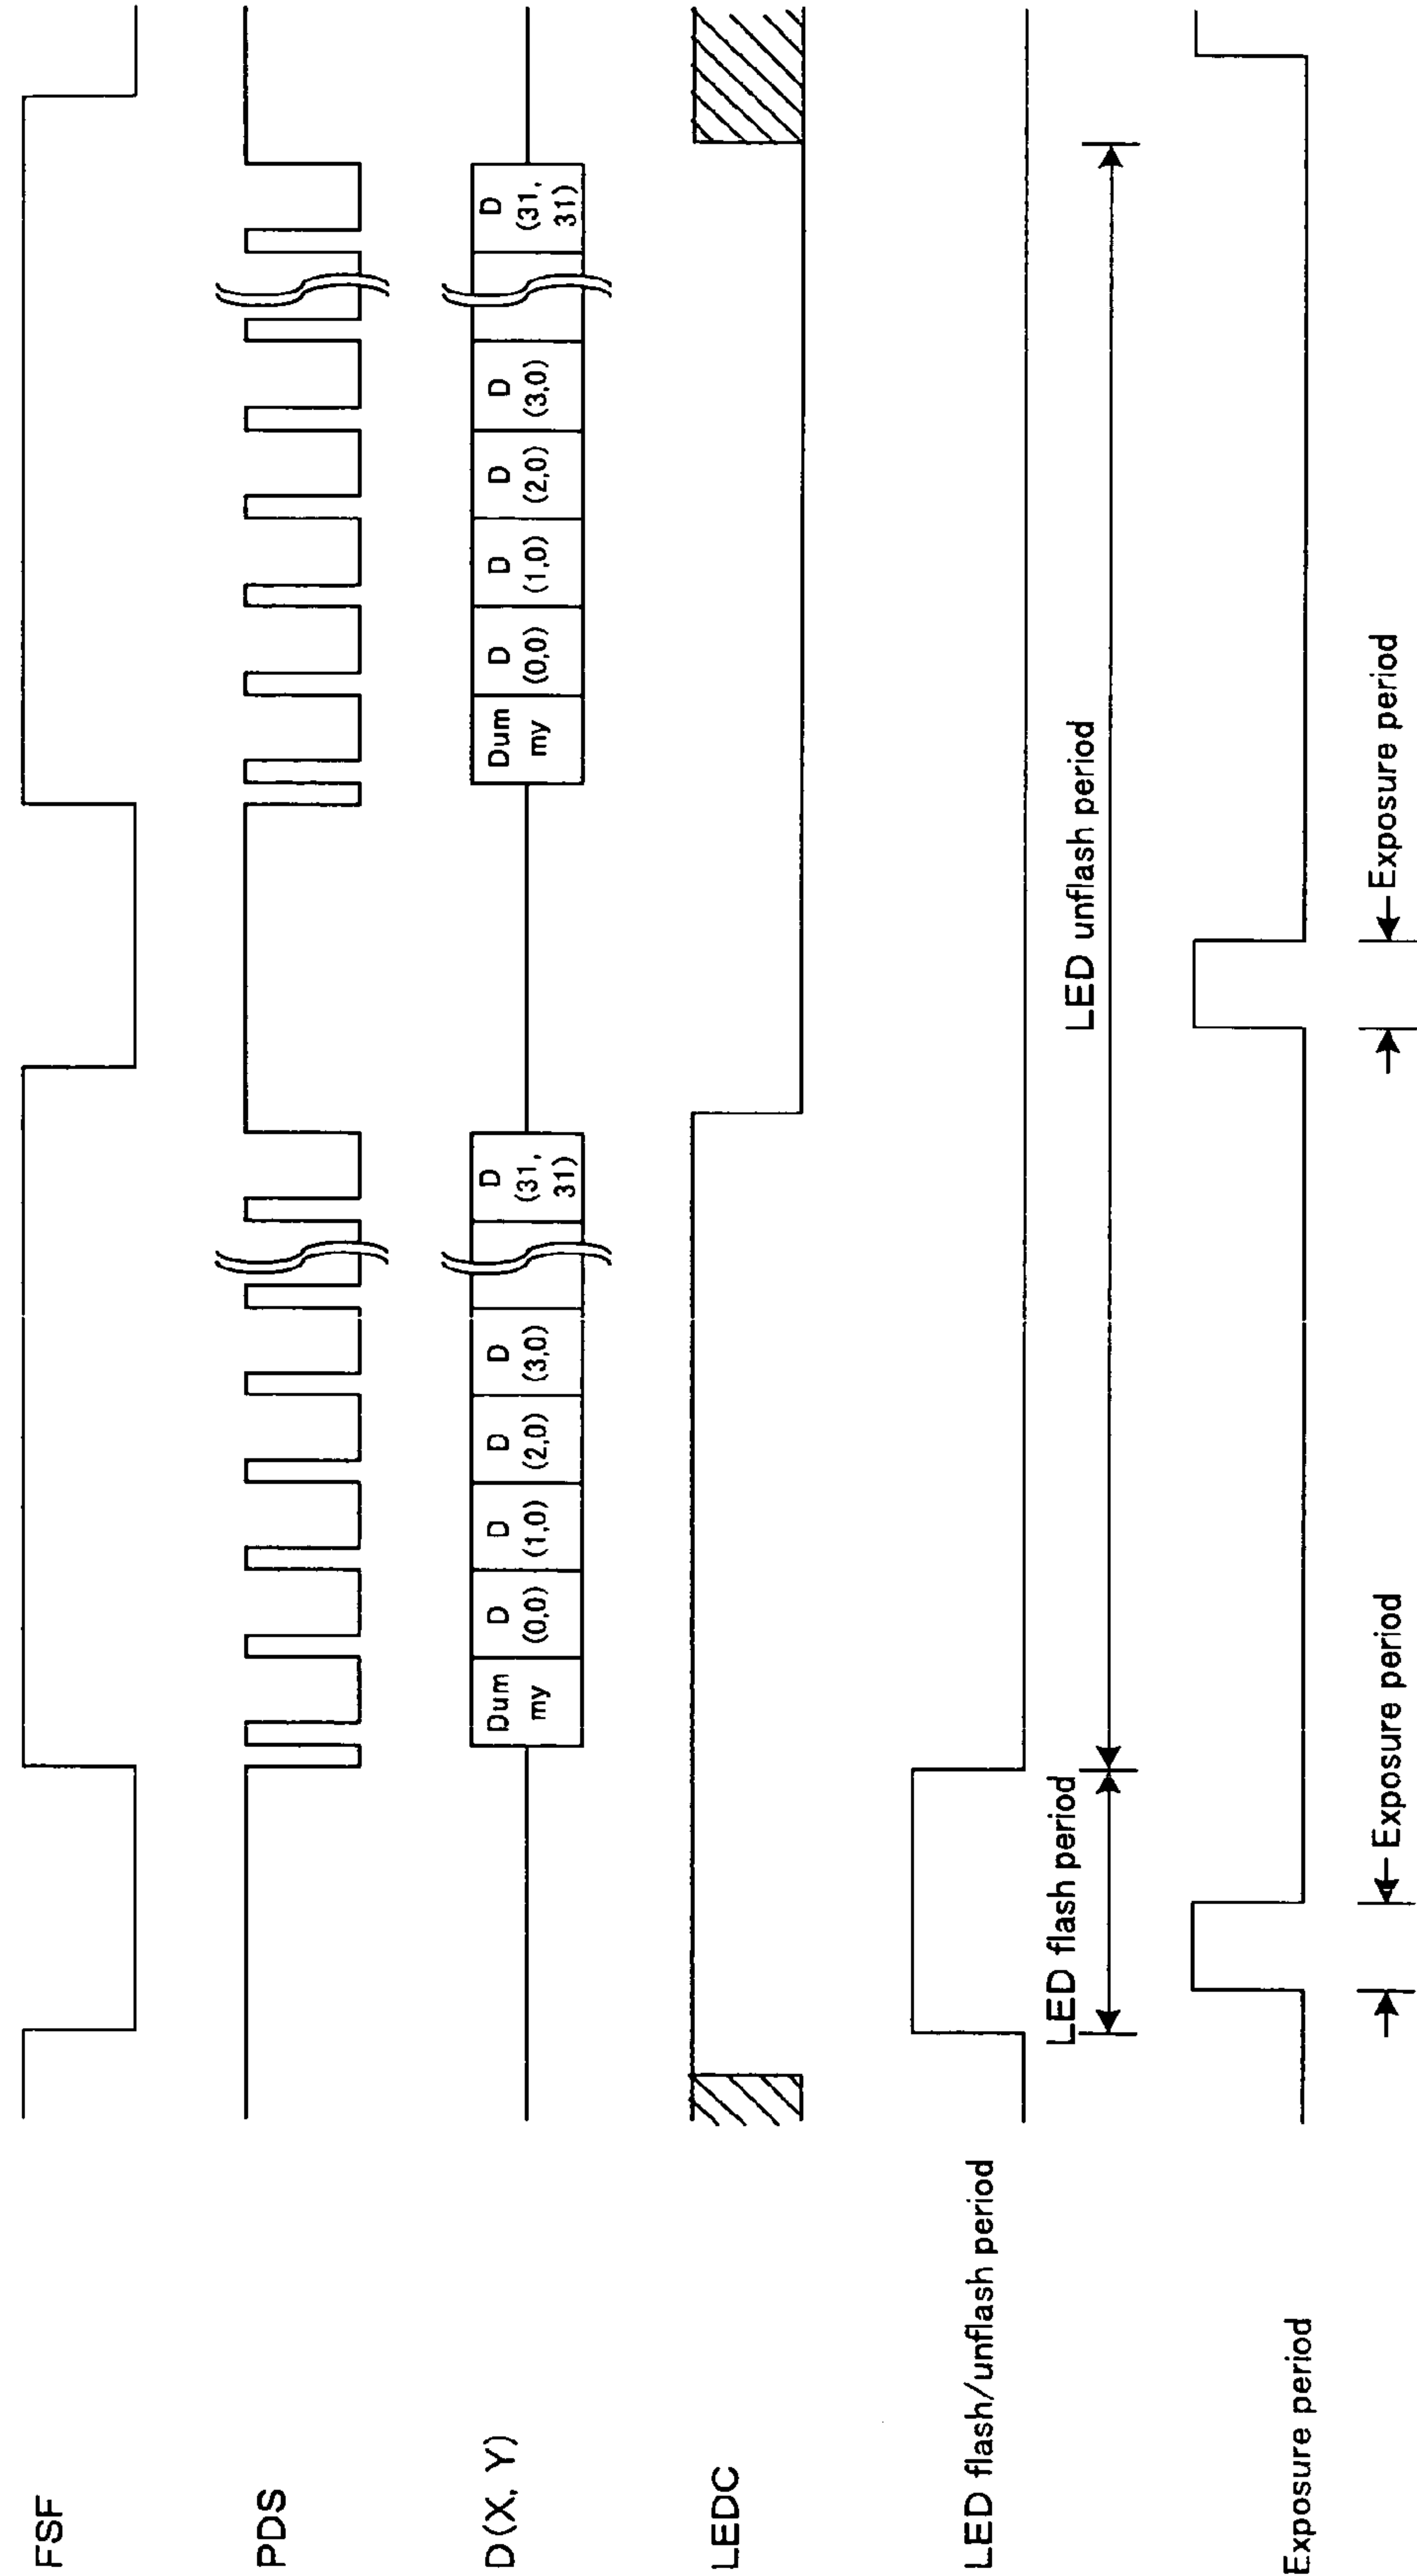 FSF
PDS
D(X, Y)
Dum
my
D
(0,0)
D
(1,0)
D
(2,0)
D
(3,0)
D
(31,
31)
Dum
my
D
(0,0)
D
(1,0)
D
(2,0)
D
(3,0)
D
(31,
31)
LEDC
LED flash/unflash period
LED flash period
LED unflash period
Exposure period
Exposure period
Exposure period